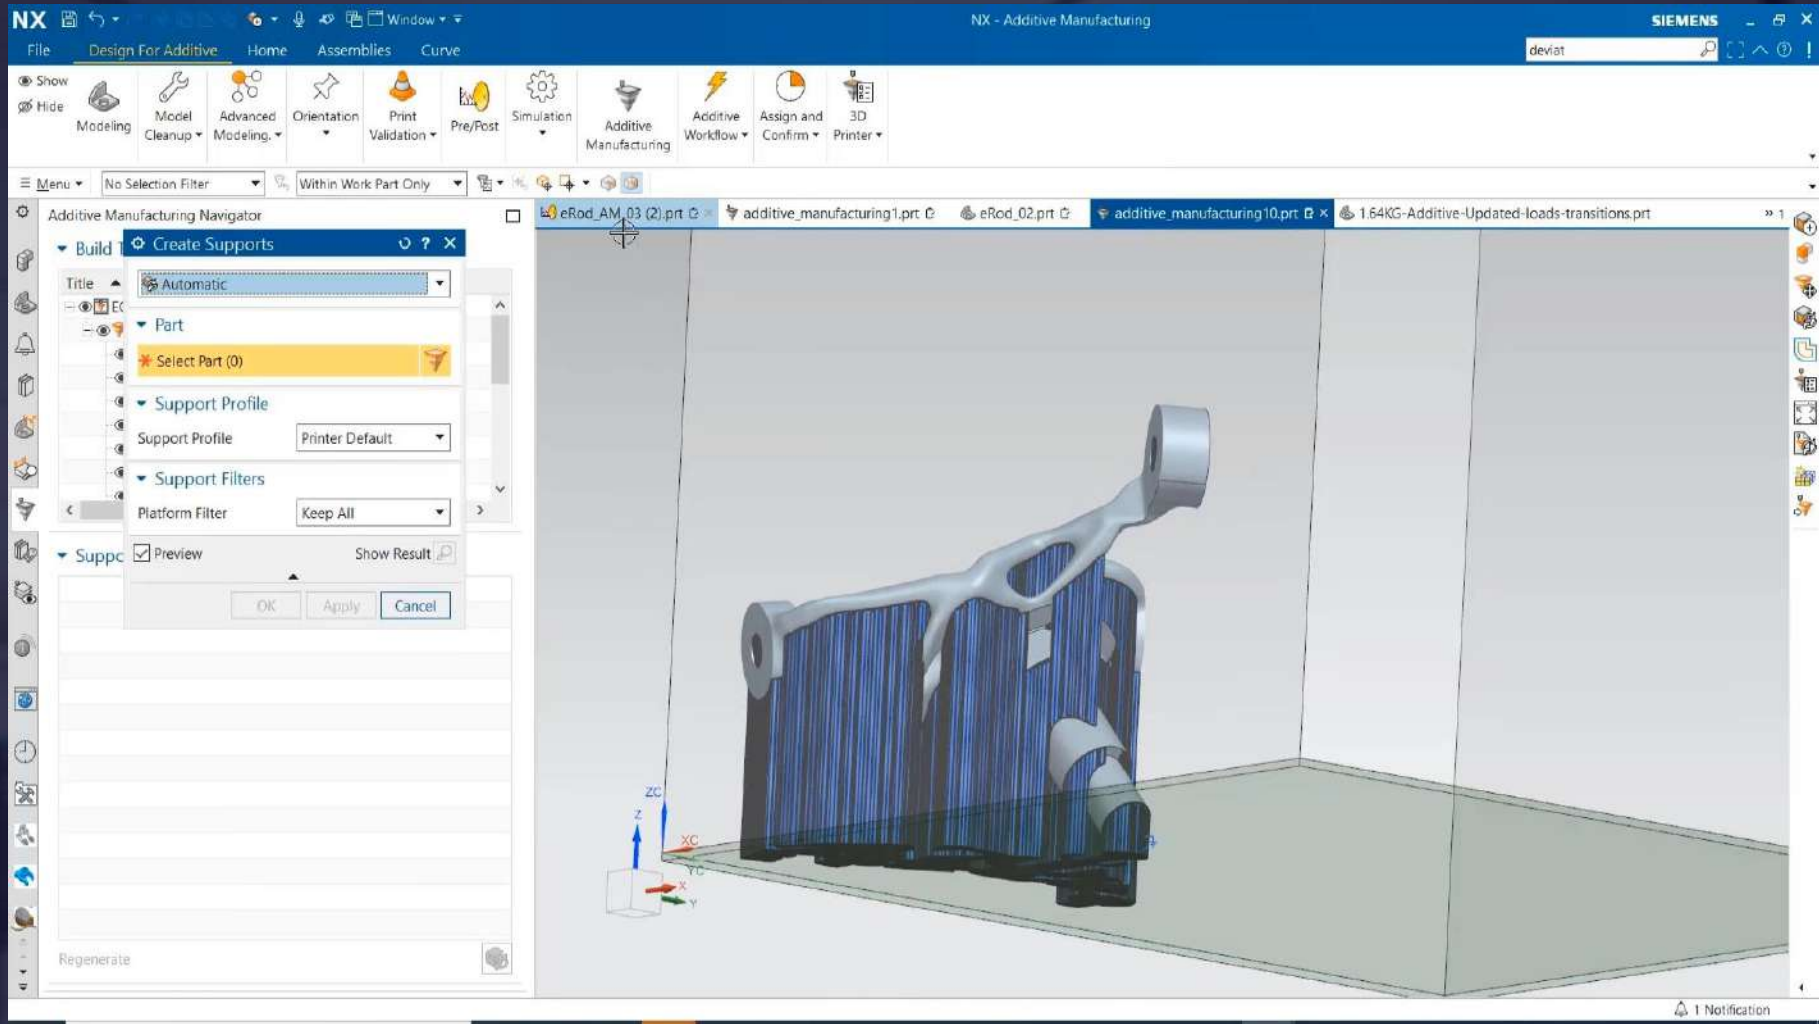 NX
Window
NX - Additive Manufacturing
SIEMENS
File
Design For Additive
Home
Assemblies
Curve
deviat
Show
Hide
Modeling
Model Cleanup
Advanced Modeling.
Orientation
Print Validation
Pre/Post
Simulation
Additive Manufacturing
Additive Workflow
Assign and Confirm
3D Printer
Menu
No Selection Filter
Within Work Part Only
Additive Manufacturing Navigator
eRod_AM_03 (2).prt
additive_manufacturing1.prt
eRod_02.prt
additive_manufacturing10.prt
1.64KG-Additive-Updated-loads-transitions.prt
» 1
Build
Create Supports
Title
Automatic
Part
* Select Part (0)
Support Profile
Support Profile
Printer Default
Support Filters
Platform Filter
Keep All
Preview
Show Result
OK
Apply
Cancel
ZC
Z
XC
YC
X
Y
Regenerate
1 Notification